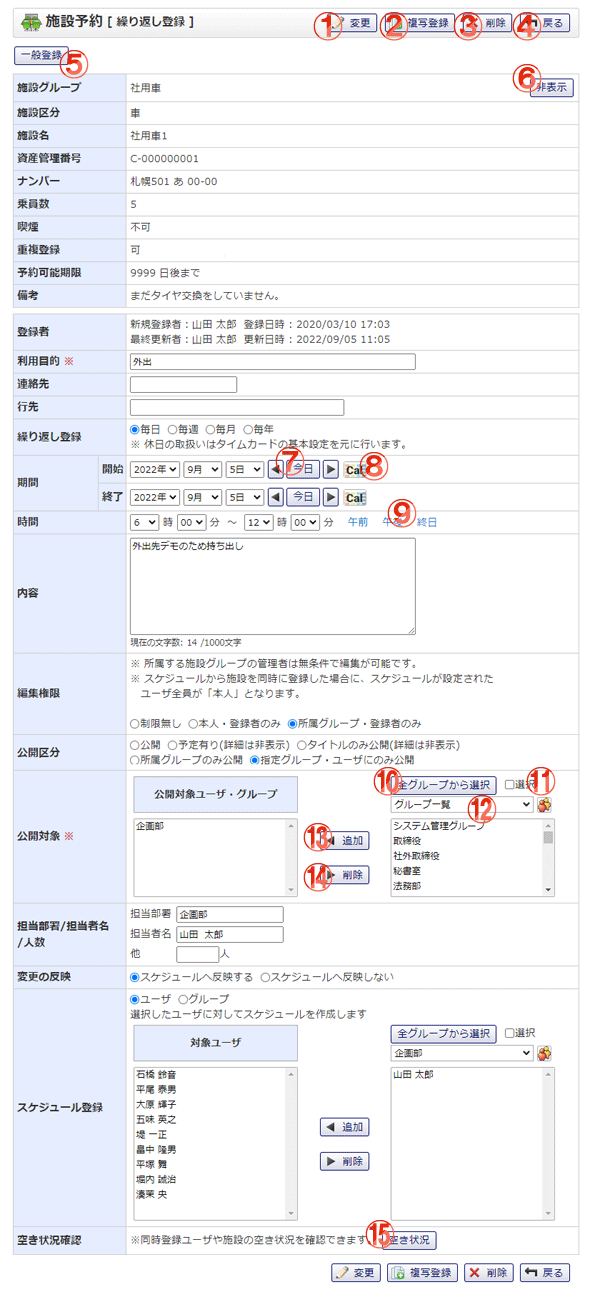 施設予約 [ 繰り返し登録 ]
① 変更 ② 複写登録 ③ 削除 ④ 戻る
一般登録 ⑤
施設グループ 社用車 ⑥ 非表示
施設区分 車
施設名 社用車1
資産管理番号 C-000000001
ナンバー 札幌501 あ 00-00
乗員数 5
喫煙 不可
重複登録 可
予約可能期限 9999 日後まで
備考 まだタイヤ交換をしていません。
登録者 新規登録者：山田 太郎 登録日時：2020/03/10 17:03
最終更新者：山田 太郎 更新日時：2022/09/05 11:05
利用目的 ※ 外出
連絡先
行先
繰り返し登録 毎日 毎週 毎月 毎年
※ 休日の取扱いはタイムカードの基本設定を元に行います。
期間 開始 2022年 9月 5日 ◀ ⑦ 今日 ▶ Cal ⑧
終了 2022年 9月 5日 ◀ 今日 ▶ Cal
時間 6 時 00 分 ～ 12 時 00 分 午前 午後 ⑨ 終日
内容 外出先デモのため持ち出し
現在の文字数: 14 /1000文字
編集権限 ※ 所属する施設グループの管理者は無条件で編集が可能です。
※ スケジュールから施設を同時に登録した場合に、スケジュールが設定された
ユーザ全員が「本人」となります。
制限無し 本人・登録者のみ 所属グループ・登録者のみ
公開区分 公開 予定有り(詳細は非表示) タイトルのみ公開(詳細は非表示)
所属グループのみ公開 指定グループ・ユーザにのみ公開
公開対象 ※ 公開対象ユーザ・グループ ⑩ 全グループから選択 選択 ⑪
グループ一覧 ⑫
企画部 ⑬ ◀ 追加 ⑭ ▶ 削除
システム管理グループ
取締役
社外取締役
秘書室
法務部
担当部署/担当者名
/人数
担当部署 企画部
担当者名 山田 太郎
他 人
変更の反映 スケジュールへ反映する スケジュールへ反映しない
スケジュール登録 ユーザ グループ
選択したユーザに対してスケジュールを作成します
対象ユーザ 全グループから選択 選択
企画部
石橋 鈴音 山田 太郎
平尾 泰男
大原 輝子
五味 英之
堤 一正 ◀ 追加
畠中 隆男
平塚 舞 ▶ 削除
堀内 誠治
湊 央
空き状況確認 ※同時登録ユーザや施設の空き状況を確認できます。 ⑮ 空き状況
変更 複写登録 削除 戻る